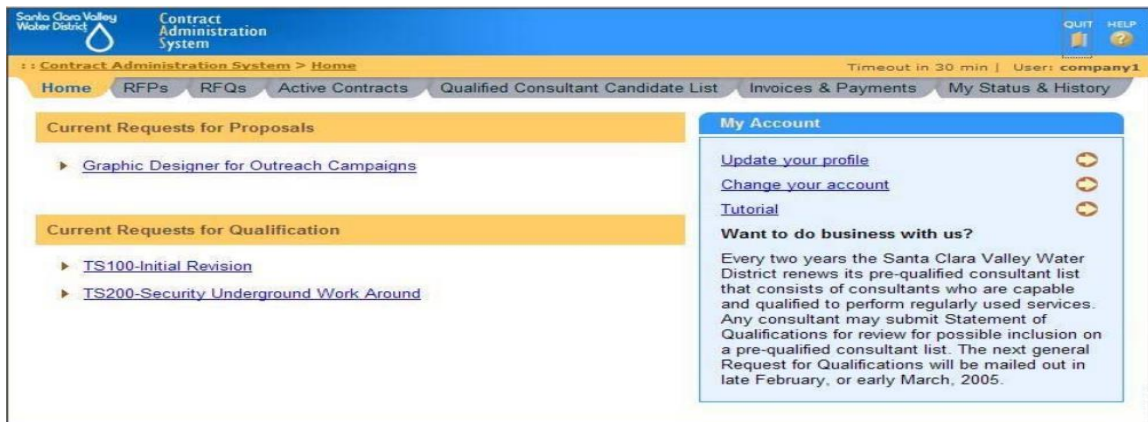 Santa Clara Valley
Water District
Contract
Administration
System
QUIT HELP
: : Contract Administration System > Home
Timeout in 30 min | User: company1
Home RFPs RFQs Active Contracts Qualified Consultant Candidate List Invoices & Payments My Status & History
Current Requests for Proposals
Graphic Designer for Outreach Campaigns
Current Requests for Qualification
TS100-Initial Revision
TS200-Security Underground Work Around
My Account
Update your profile
Change your account
Tutorial
Want to do business with us?
Every two years the Santa Clara Valley Water
District renews its pre-qualified consultant list
that consists of consultants who are capable
and qualified to perform regularly used services.
Any consultant may submit Statement of
Qualifications for review for possible inclusion on
a pre-qualified consultant list. The next general
Request for Qualifications will be mailed out in
late February, or early March, 2005.